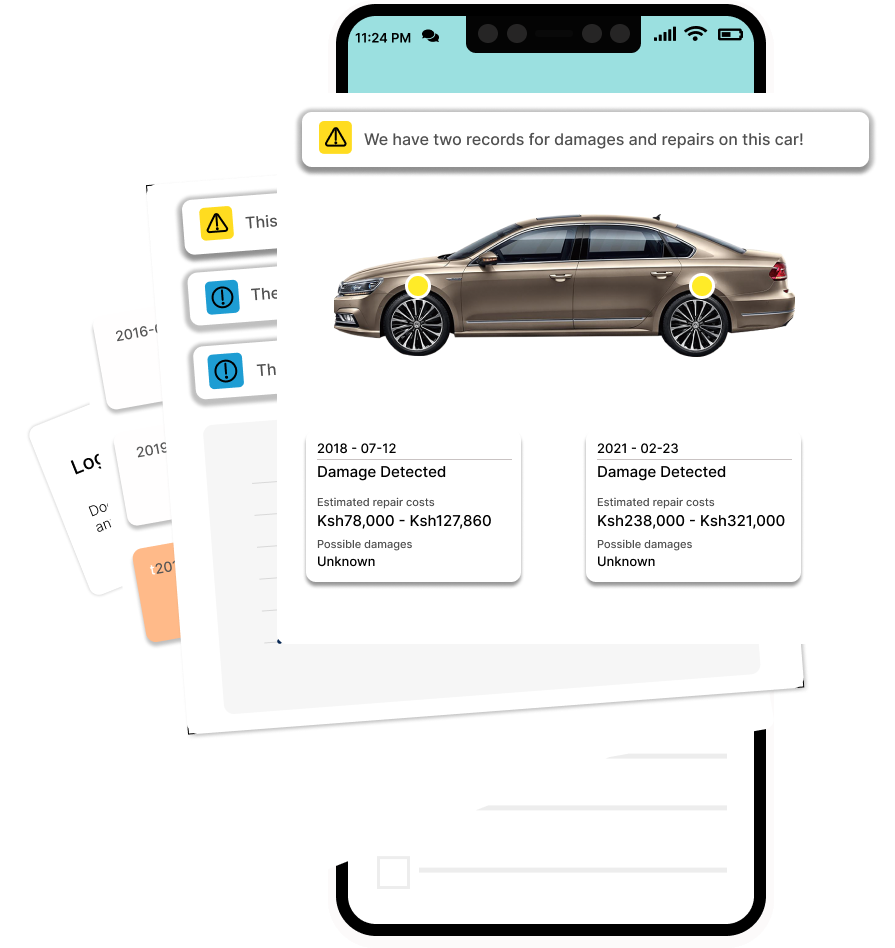 11:24 PM
We have two records for damages and repairs on this car!
This
The
Th
2016-
2019
t201
Log
Do
an
2018 - 07-12
Damage Detected
Estimated repair costs
Ksh78,000 - Ksh127,860
Possible damages
Unknown
2021 - 02-23
Damage Detected
Estimated repair costs
Ksh238,000 - Ksh321,000
Possible damages
Unknown